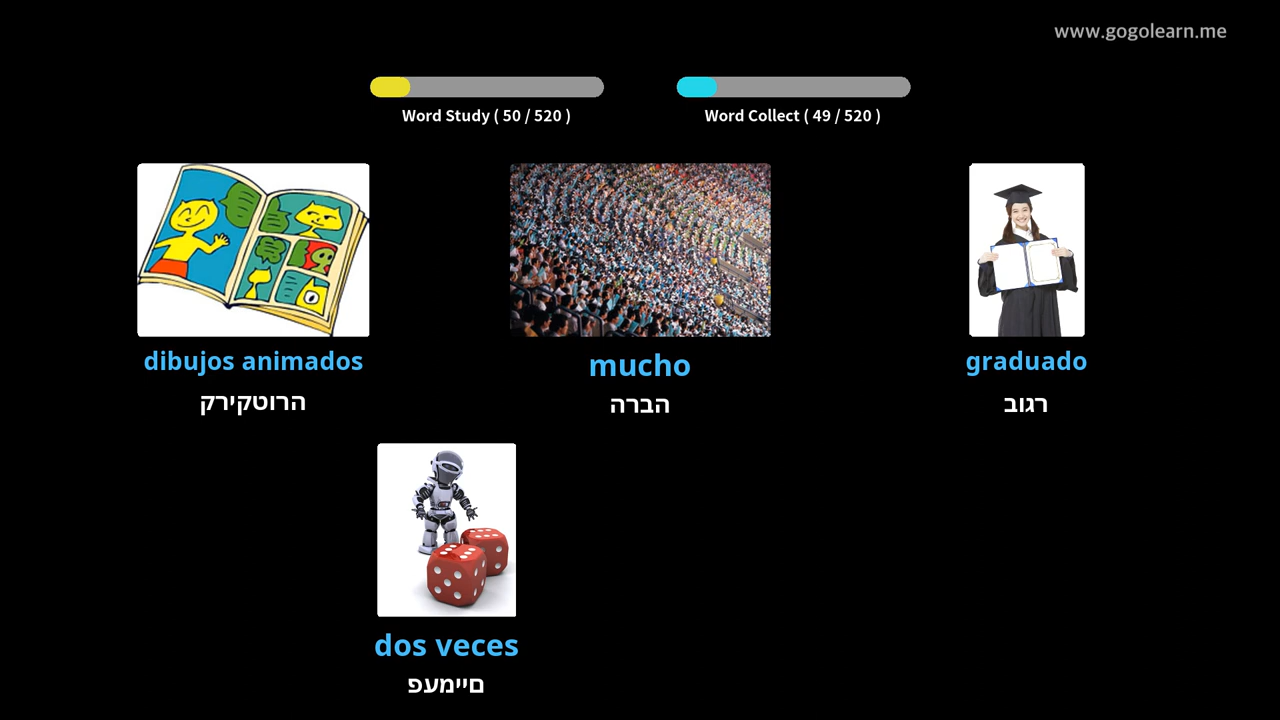 www.gogolearn.me
Word Study ( 50 / 520 )
Word Collect ( 49 / 520 )
dibujos animados
הרוטקירק
mucho
הברה
graduado
רגוב
dos veces
םיימעפ